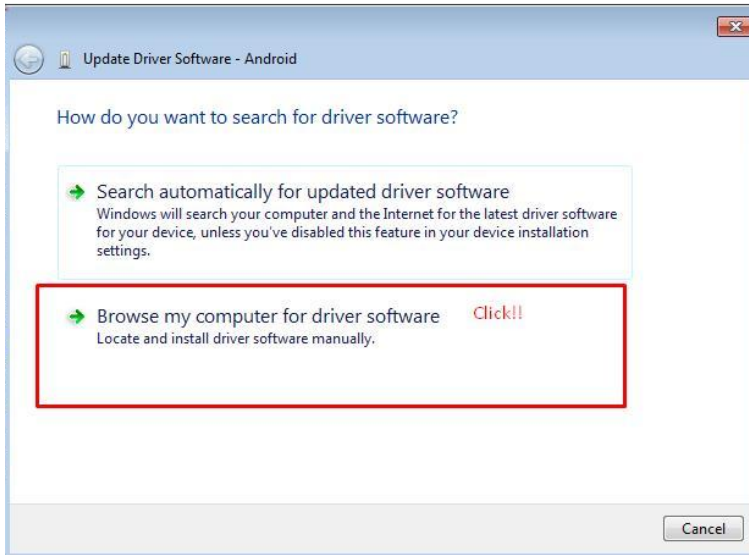 Update Driver Software - Android
How do you want to search for driver software?
Search automatically for updated driver software
Windows will search your computer and the Internet for the latest driver software
for your device, unless you've disabled this feature in your device installation
settings.
Browse my computer for driver software Click!!
Locate and install driver software manually.
Cancel